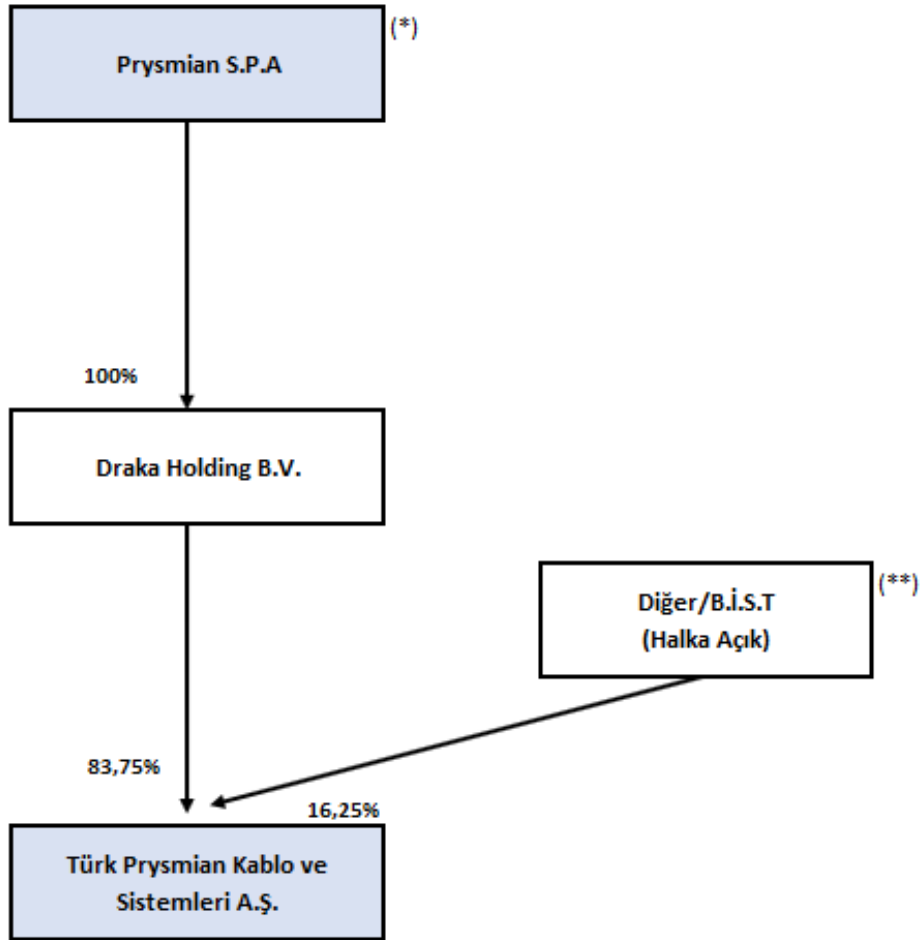 Prysmian S.P.A
(*)
100%
Draka Holding B.V.
Diğer/B.İ.S.T
(Halka Açık)
(**)
83,75%
16,25%
Türk Prysmian Kablo ve
Sistemleri A.Ş.